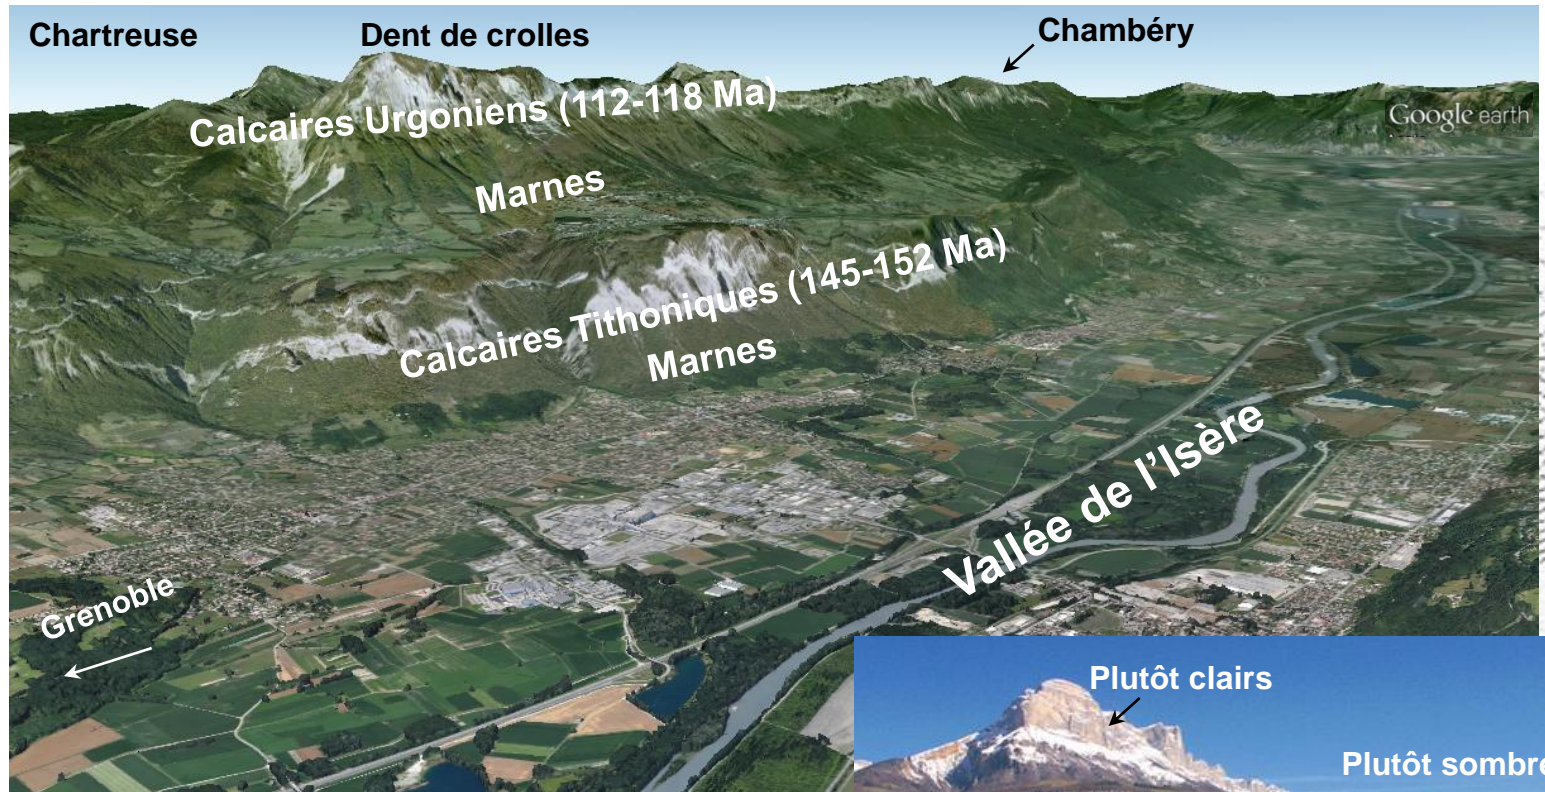 Chartreuse
Dent de crolles
Chambéry
Calcaires Urgoniens (112-118 Ma)
Google earth
Marnes
Calcaires Tithoniques (145-152 Ma)
Marnes
Vallée de l’Isère
Grenoble
Plutôt clairs
Plutôt sombre